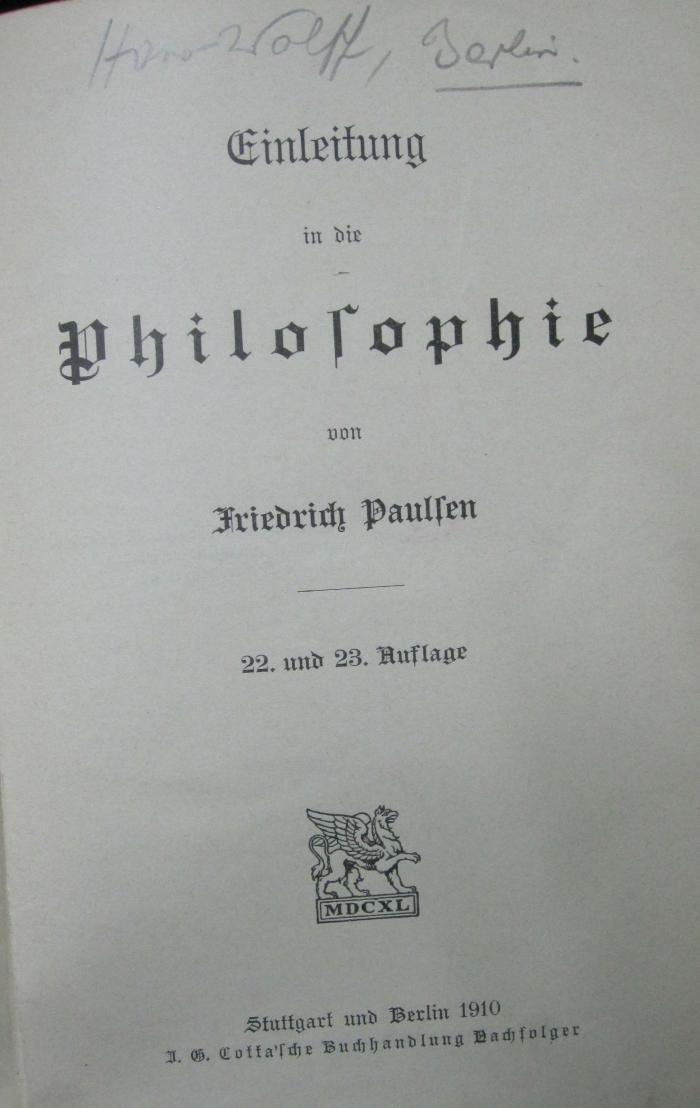 Hans Wolff, Berlin.
Einleitung
in die
Philoſophie
von
Friedrich Paulſen
22. und 23. Auflage
MDCXL
Stuttgart und Berlin 1910
J. G. Cotta'ſche Buchhandlung Nachfolger